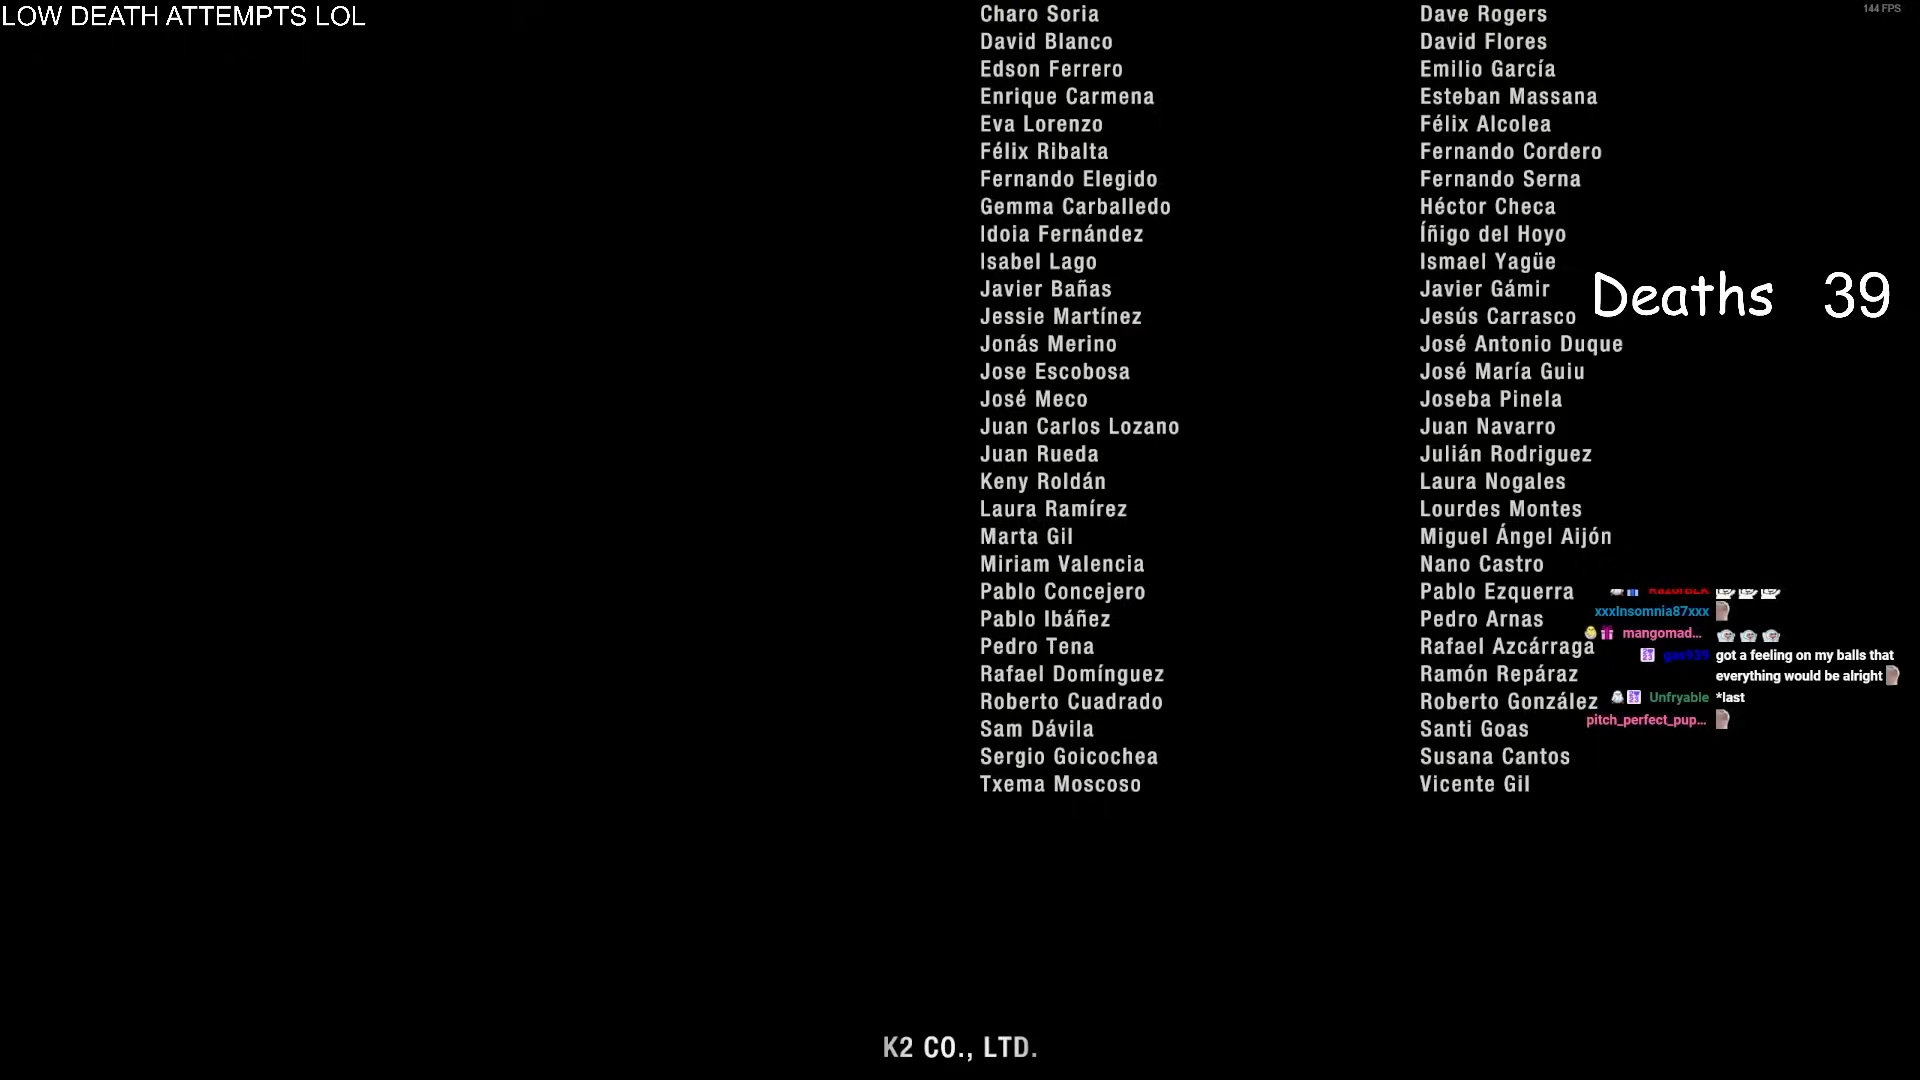 LOW DEATH ATTEMPTS LOL
144 FPS
Charo Soria
Dave Rogers
David Blanco
David Flores
Edson Ferrero
Emilio García
Enrique Carmena
Esteban Massana
Eva Lorenzo
Félix Alcolea
Félix Ribalta
Fernando Cordero
Fernando Elegido
Fernando Serna
Gemma Carballedo
Héctor Checa
Idoia Fernández
Íñigo del Hoyo
Isabel Lago
Ismael Yagüe
Javier Bañas
Javier Gámir
Jessie Martínez
Jesús Carrasco
Jonás Merino
José Antonio Duque
Jose Escobosa
José María Guiu
José Meco
Joseba Pinela
Juan Carlos Lozano
Juan Navarro
Juan Rueda
Julián Rodriguez
Keny Roldán
Laura Nogales
Laura Ramírez
Lourdes Montes
Marta Gil
Miguel Ángel Aijón
Miriam Valencia
Nano Castro
Pablo Concejero
Pablo Ezquerra
Pablo Ibáñez
Pedro Arnas
Pedro Tena
Rafael Azcárraga
Rafael Domínguez
Ramón Repáraz
Roberto Cuadrado
Roberto González
Sam Dávila
Santi Goas
Sergio Goicochea
Susana Cantos
Txema Moscoso
Vicente Gil
Deaths 39
xxxInsomnia87xxx
mangomad...
got a feeling on my balls that
everything would be alright
Unfryable *last
pitch_perfect_pup...
K2 CO., LTD.